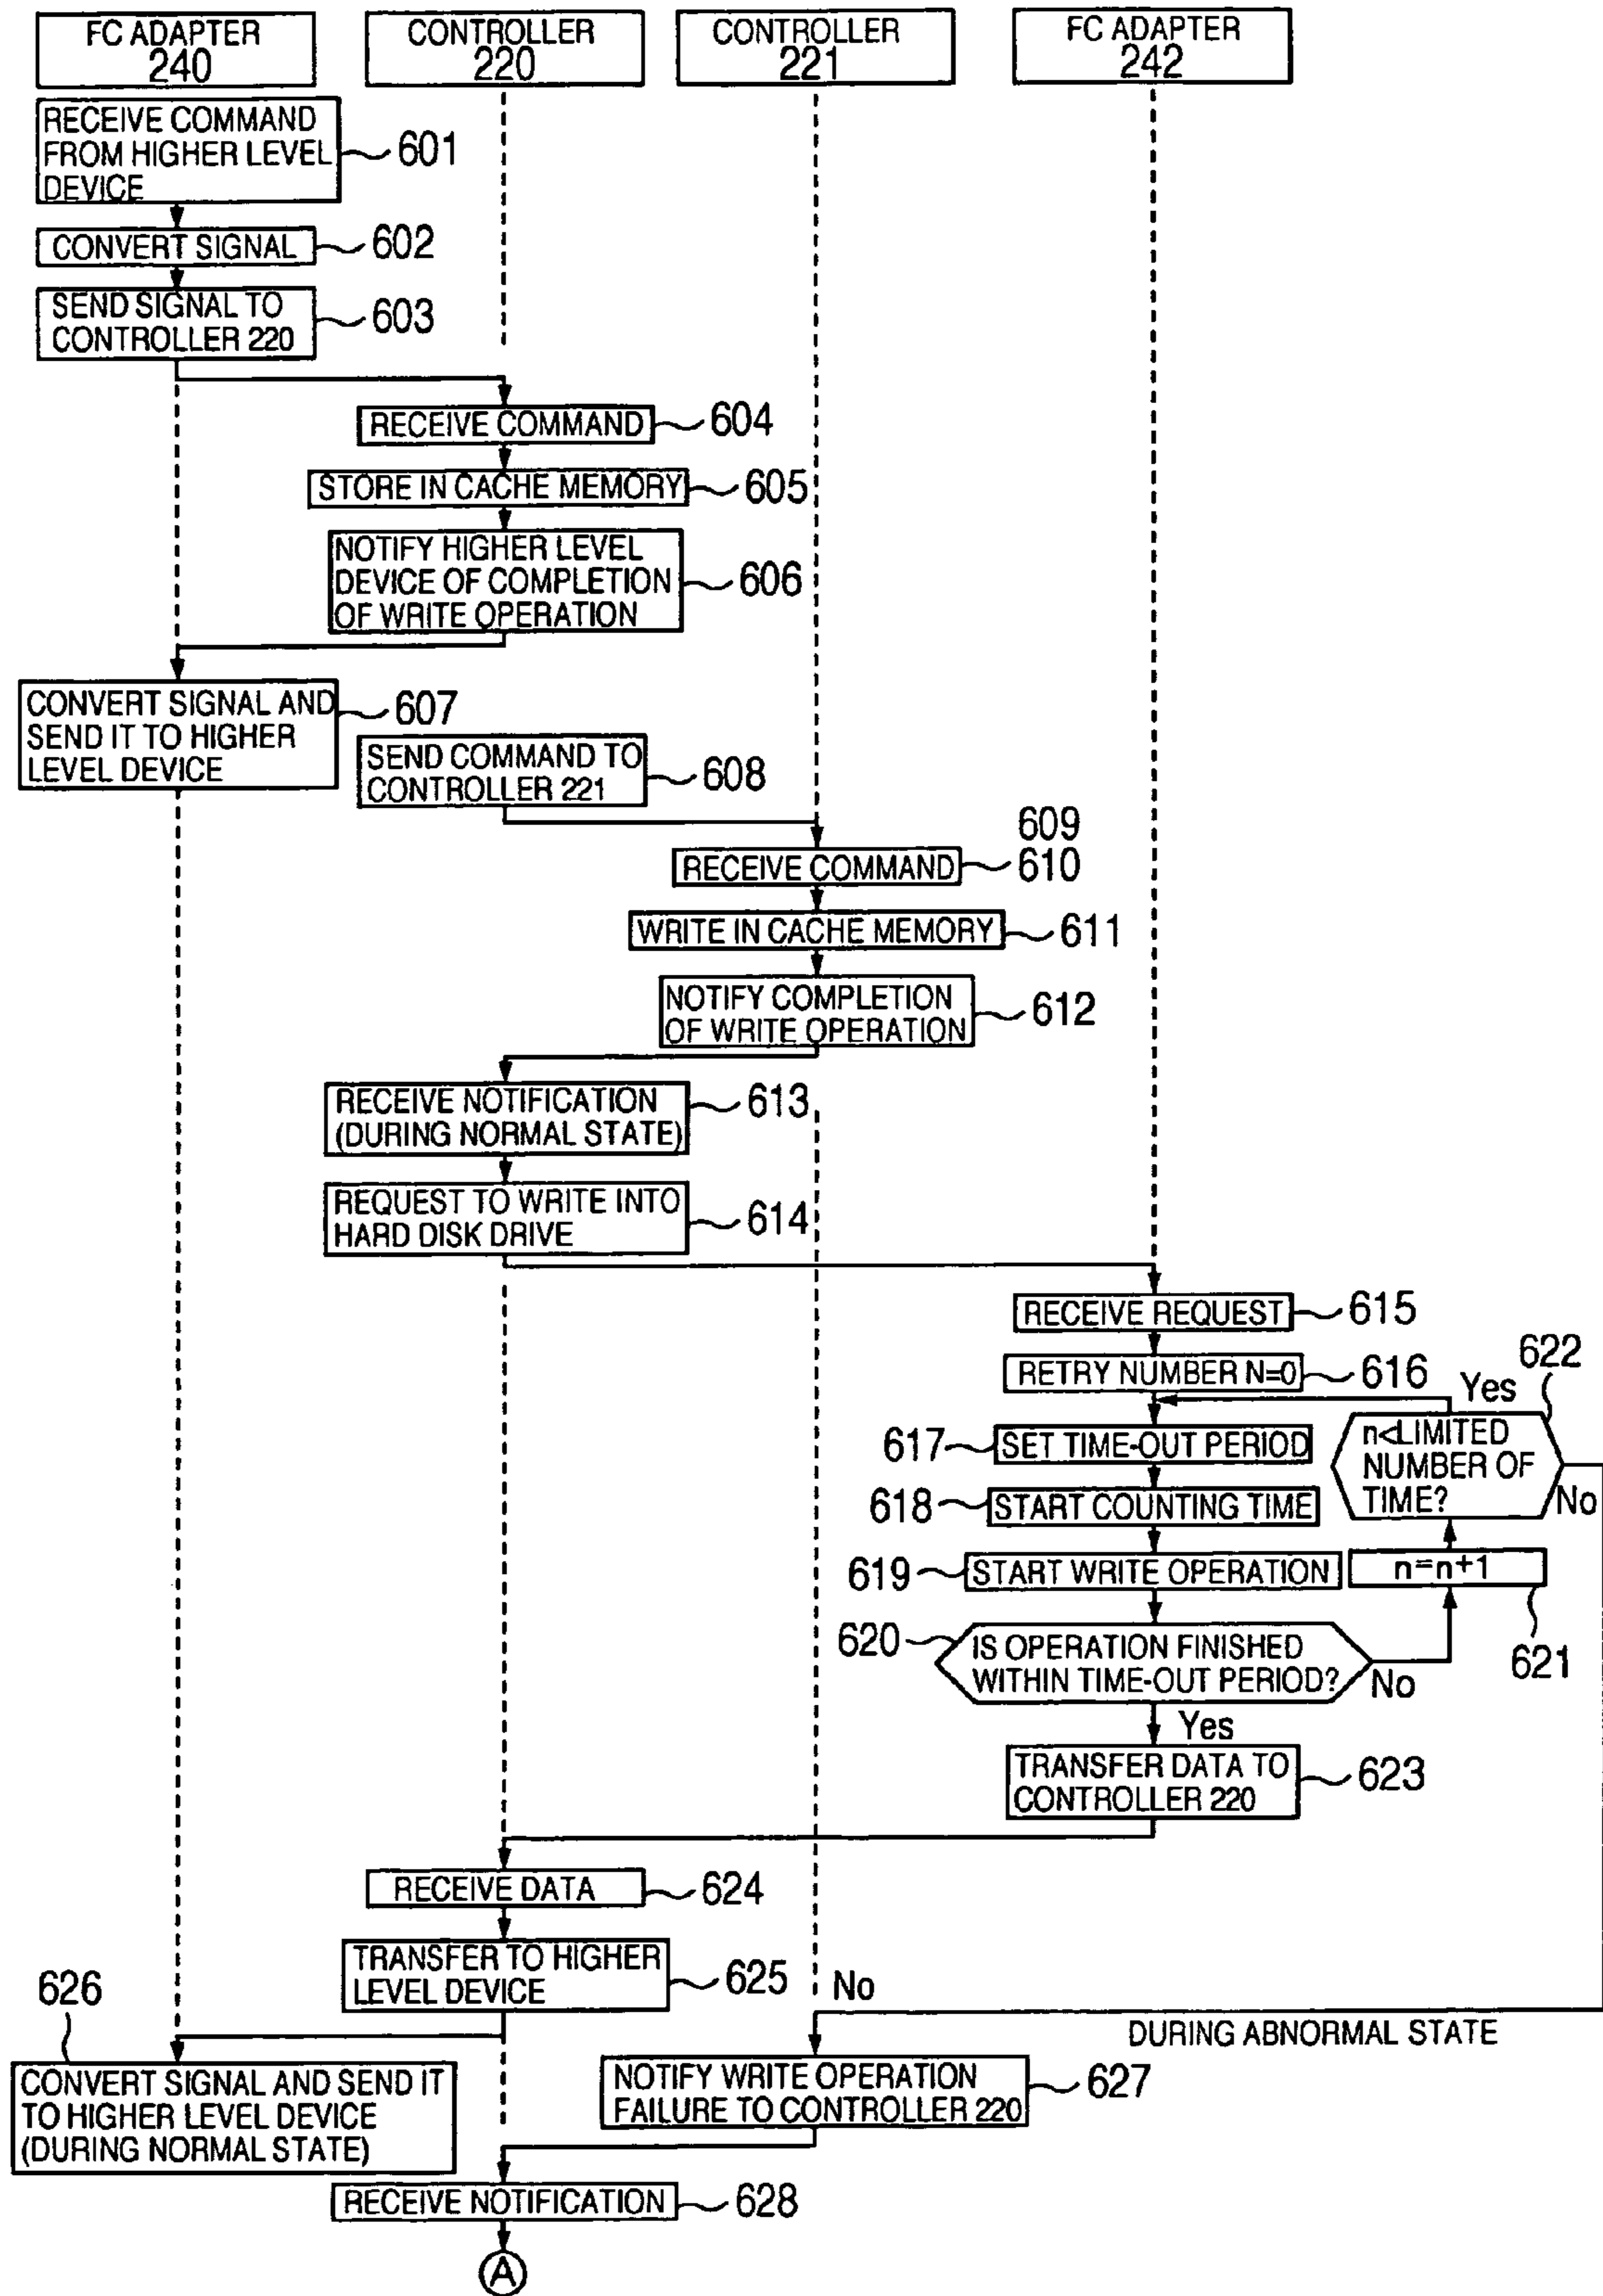 FC ADAPTER
240
CONTROLLER
220
CONTROLLER
221
FC ADAPTER
242
RECEIVE COMMAND
FROM HIGHER LEVEL
DEVICE
601
CONVERT SIGNAL
602
SEND SIGNAL TO
CONTROLLER 220
603
RECEIVE COMMAND
604
STORE IN CACHE MEMORY
605
NOTIFY HIGHER LEVEL
DEVICE OF COMPLETION
OF WRITE OPERATION
606
CONVERT SIGNAL AND
SEND IT TO HIGHER
LEVEL DEVICE
607
SEND COMMAND TO
CONTROLLER 221
608
609
RECEIVE COMMAND
610
WRITE IN CACHE MEMORY
611
NOTIFY COMPLETION
OF WRITE OPERATION
612
RECEIVE NOTIFICATION
(DURING NORMAL STATE)
613
REQUEST TO WRITE INTO
HARD DISK DRIVE
614
RECEIVE REQUEST
615
RETRY NUMBER N=0
616
622
Yes
n<LIMITED
NUMBER OF
TIME?
No
617
SET TIME-OUT PERIOD
618
START COUNTING TIME
619
START WRITE OPERATION
n=n+1
621
620
IS OPERATION FINISHED
WITHIN TIME-OUT PERIOD?
No
Yes
TRANSFER DATA TO
CONTROLLER 220
623
RECEIVE DATA
624
TRANSFER TO HIGHER
LEVEL DEVICE
625
No
DURING ABNORMAL STATE
626
CONVERT SIGNAL AND SEND IT
TO HIGHER LEVEL DEVICE
(DURING NORMAL STATE)
NOTIFY WRITE OPERATION
FAILURE TO CONTROLLER 220
627
RECEIVE NOTIFICATION
628
A